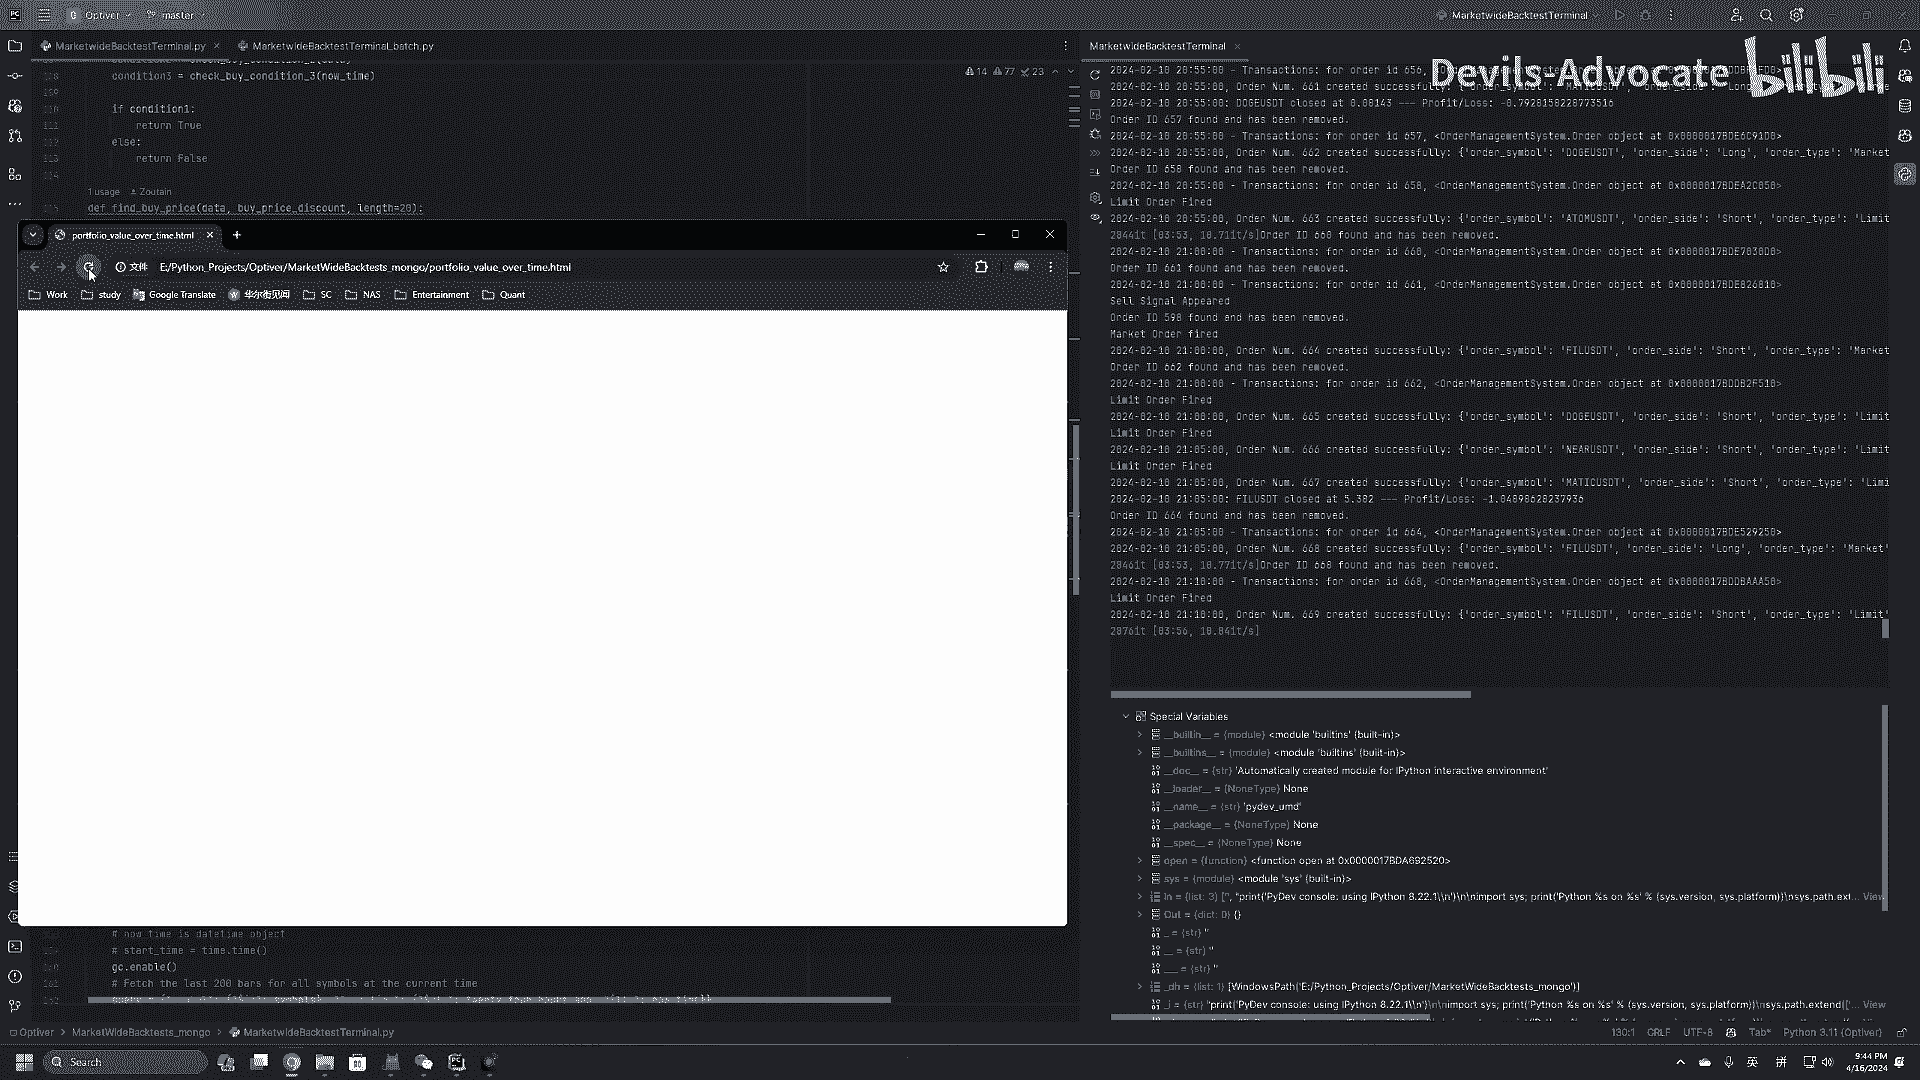 Optiver
master
MarketwideBacktestTerminal
MarketwideBacktestTerminal.py
MarketwideBacktestTerminal_batch.py
MarketwideBacktestTerminal
Devils-Advocate bilibili
14 77 23
condition3 = check_buy_condition_3(now_time)
if condition1:
return True
else:
return False
1 usage Zoutain
def find_buy_price(data, buy_price_discount, length=20):
portfolio_value_over_time.html
文件 E:/Python_Projects/Optiver/MarketWideBacktests_mongo/portfolio_value_over_time.html
Work study Google Translate 华尔街见闻 SC NAS Entertainment Quant
2024-02-10 20:55:00 - Transactions: for order id 656,
2024-02-10 20:55:00, Order Num. 661 created successfully:
2024-02-10 20:55:00: DOGEUSDT closed at 0.08143 --- Profit/Loss: -0.7928158228773516
Order ID 657 found and has been removed.
2024-02-10 20:55:00 - Transactions: for order id 657, <OrderManagementSystem.Order object at 0x0000017BDE6C91D0>
2024-02-10 20:55:00, Order Num. 662 created successfully: {'order_symbol': 'DOGEUSDT', 'order_side': 'Long', 'order_type': 'Market
Order ID 658 found and has been removed.
2024-02-10 20:55:00 - Transactions: for order id 658, <OrderManagementSystem.Order object at 0x0000017BDEA2C050>
Limit Order Fired
2024-02-10 20:55:00, Order Num. 663 created successfully: {'order_symbol': 'ATOMUSDT', 'order_side': 'Short', 'order_type': 'Limit
2844it [03:53, 10.71it/s]Order ID 660 found and has been removed.
2024-02-10 21:00:00 - Transactions: for order id 660, <OrderManagementSystem.Order object at 0x0000017BDE7030D0>
Order ID 661 found and has been removed.
2024-02-10 21:00:00 - Transactions: for order id 661, <OrderManagementSystem.Order object at 0x0000017BDE826810>
Sell Signal Appeared
Order ID 598 found and has been removed.
Market Order fired
2024-02-10 21:00:00, Order Num. 664 created successfully: {'order_symbol': 'FILUSDT', 'order_side': 'Short', 'order_type': 'Market
Order ID 662 found and has been removed.
2024-02-10 21:00:00 - Transactions: for order id 662, <OrderManagementSystem.Order object at 0x0000017BDDB2F510>
Limit Order Fired
2024-02-10 21:00:00, Order Num. 665 created successfully: {'order_symbol': 'DOGEUSDT', 'order_side': 'Short', 'order_type': 'Limit
Limit Order Fired
2024-02-10 21:05:00, Order Num. 666 created successfully: {'order_symbol': 'NEARUSDT', 'order_side': 'Short', 'order_type': 'Limit
Limit Order Fired
2024-02-10 21:05:00, Order Num. 667 created successfully: {'order_symbol': 'MATICUSDT', 'order_side': 'Short', 'order_type': 'Limi
2024-02-10 21:05:00: FILUSDT closed at 5.302 --- Profit/Loss: -1.04898628237936
Order ID 664 found and has been removed.
2024-02-10 21:05:00 - Transactions: for order id 664, <OrderManagementSystem.Order object at 0x0000017BDE529250>
2024-02-10 21:05:00, Order Num. 668 created successfully: {'order_symbol': 'FILUSDT', 'order_side': 'Long', 'order_type': 'Market'
2846it [03:53, 10.77it/s]Order ID 668 found and has been removed.
2024-02-10 21:10:00 - Transactions: for order id 668, <OrderManagementSystem.Order object at 0x0000017BDDBAAA50>
Limit Order Fired
2024-02-10 21:10:00, Order Num. 669 created successfully: {'order_symbol': 'FILUSDT', 'order_side': 'Short', 'order_type': 'Limit'
2876it [03:56, 10.84it/s]
Special Variables
__builtin__ = {module} <module 'builtins' (built-in)>
__builtins__ = {module} <module 'builtins' (built-in)>
__doc__ = {str} 'Automatically created module for IPython interactive environment'
__loader__ = {NoneType} None
__name__ = {str} 'pydev_umd'
__package__ = {NoneType} None
__spec__ = {NoneType} None
open = {function} <function open at 0x0000017BDA692520>
sys = {module} <module 'sys' (built-in)>
In = {list: 3} ['', "print('PyDev console: using IPython 8.22.1\\n')\n\nimport sys; print('Python %s on %s' % (sys.version, sys.platform))\nsys.path.ext... View
Out = {dict: 0} {}
_ = {str} ''
__ = {str} ''
___ = {str} ''
_dh = {list: 1} [WindowsPath('E:/Python_Projects/Optiver/MarketWideBacktests_mongo')]
_i = {str} "print('PyDev console: using IPython 8.22.1\\n')\n\nimport sys; print('Python %s on %s' % (sys.version, sys.platform))\nsys.path.extend(['... View
# now_time is datetime object
# start_time = time.time()
gc.enable()
# Fetch the last 200 bars for all symbols at the current time
Optiver > MarketWideBacktests_mongo > MarketwideBacktestTerminal.py
130:1 CRLF UTF-8 Tab* Python 3.11 (Optiver)
Search
英 拼
9:44 PM
4/16/2024